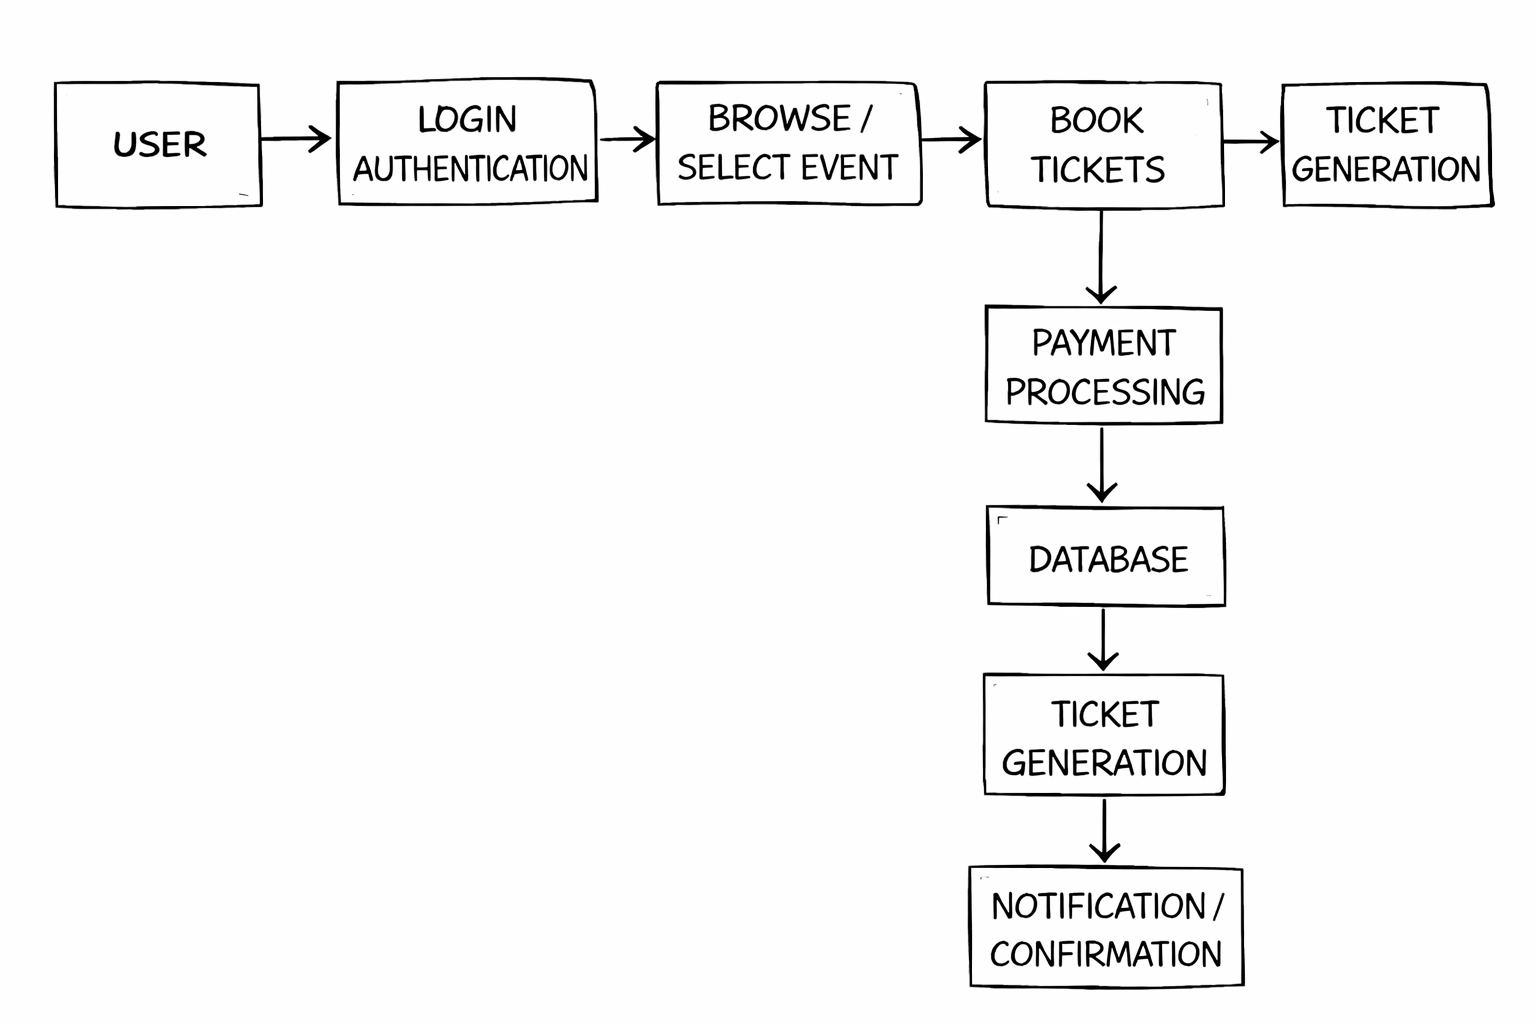 USER
LOGIN
AUTHENTICATION
BROWSE /
SELECT EVENT
BOOK
TICKETS
TICKET
GENERATION
PAYMENT
PROCESSING
DATABASE
TICKET
GENERATION
NOTIFICATION /
CONFIRMATION